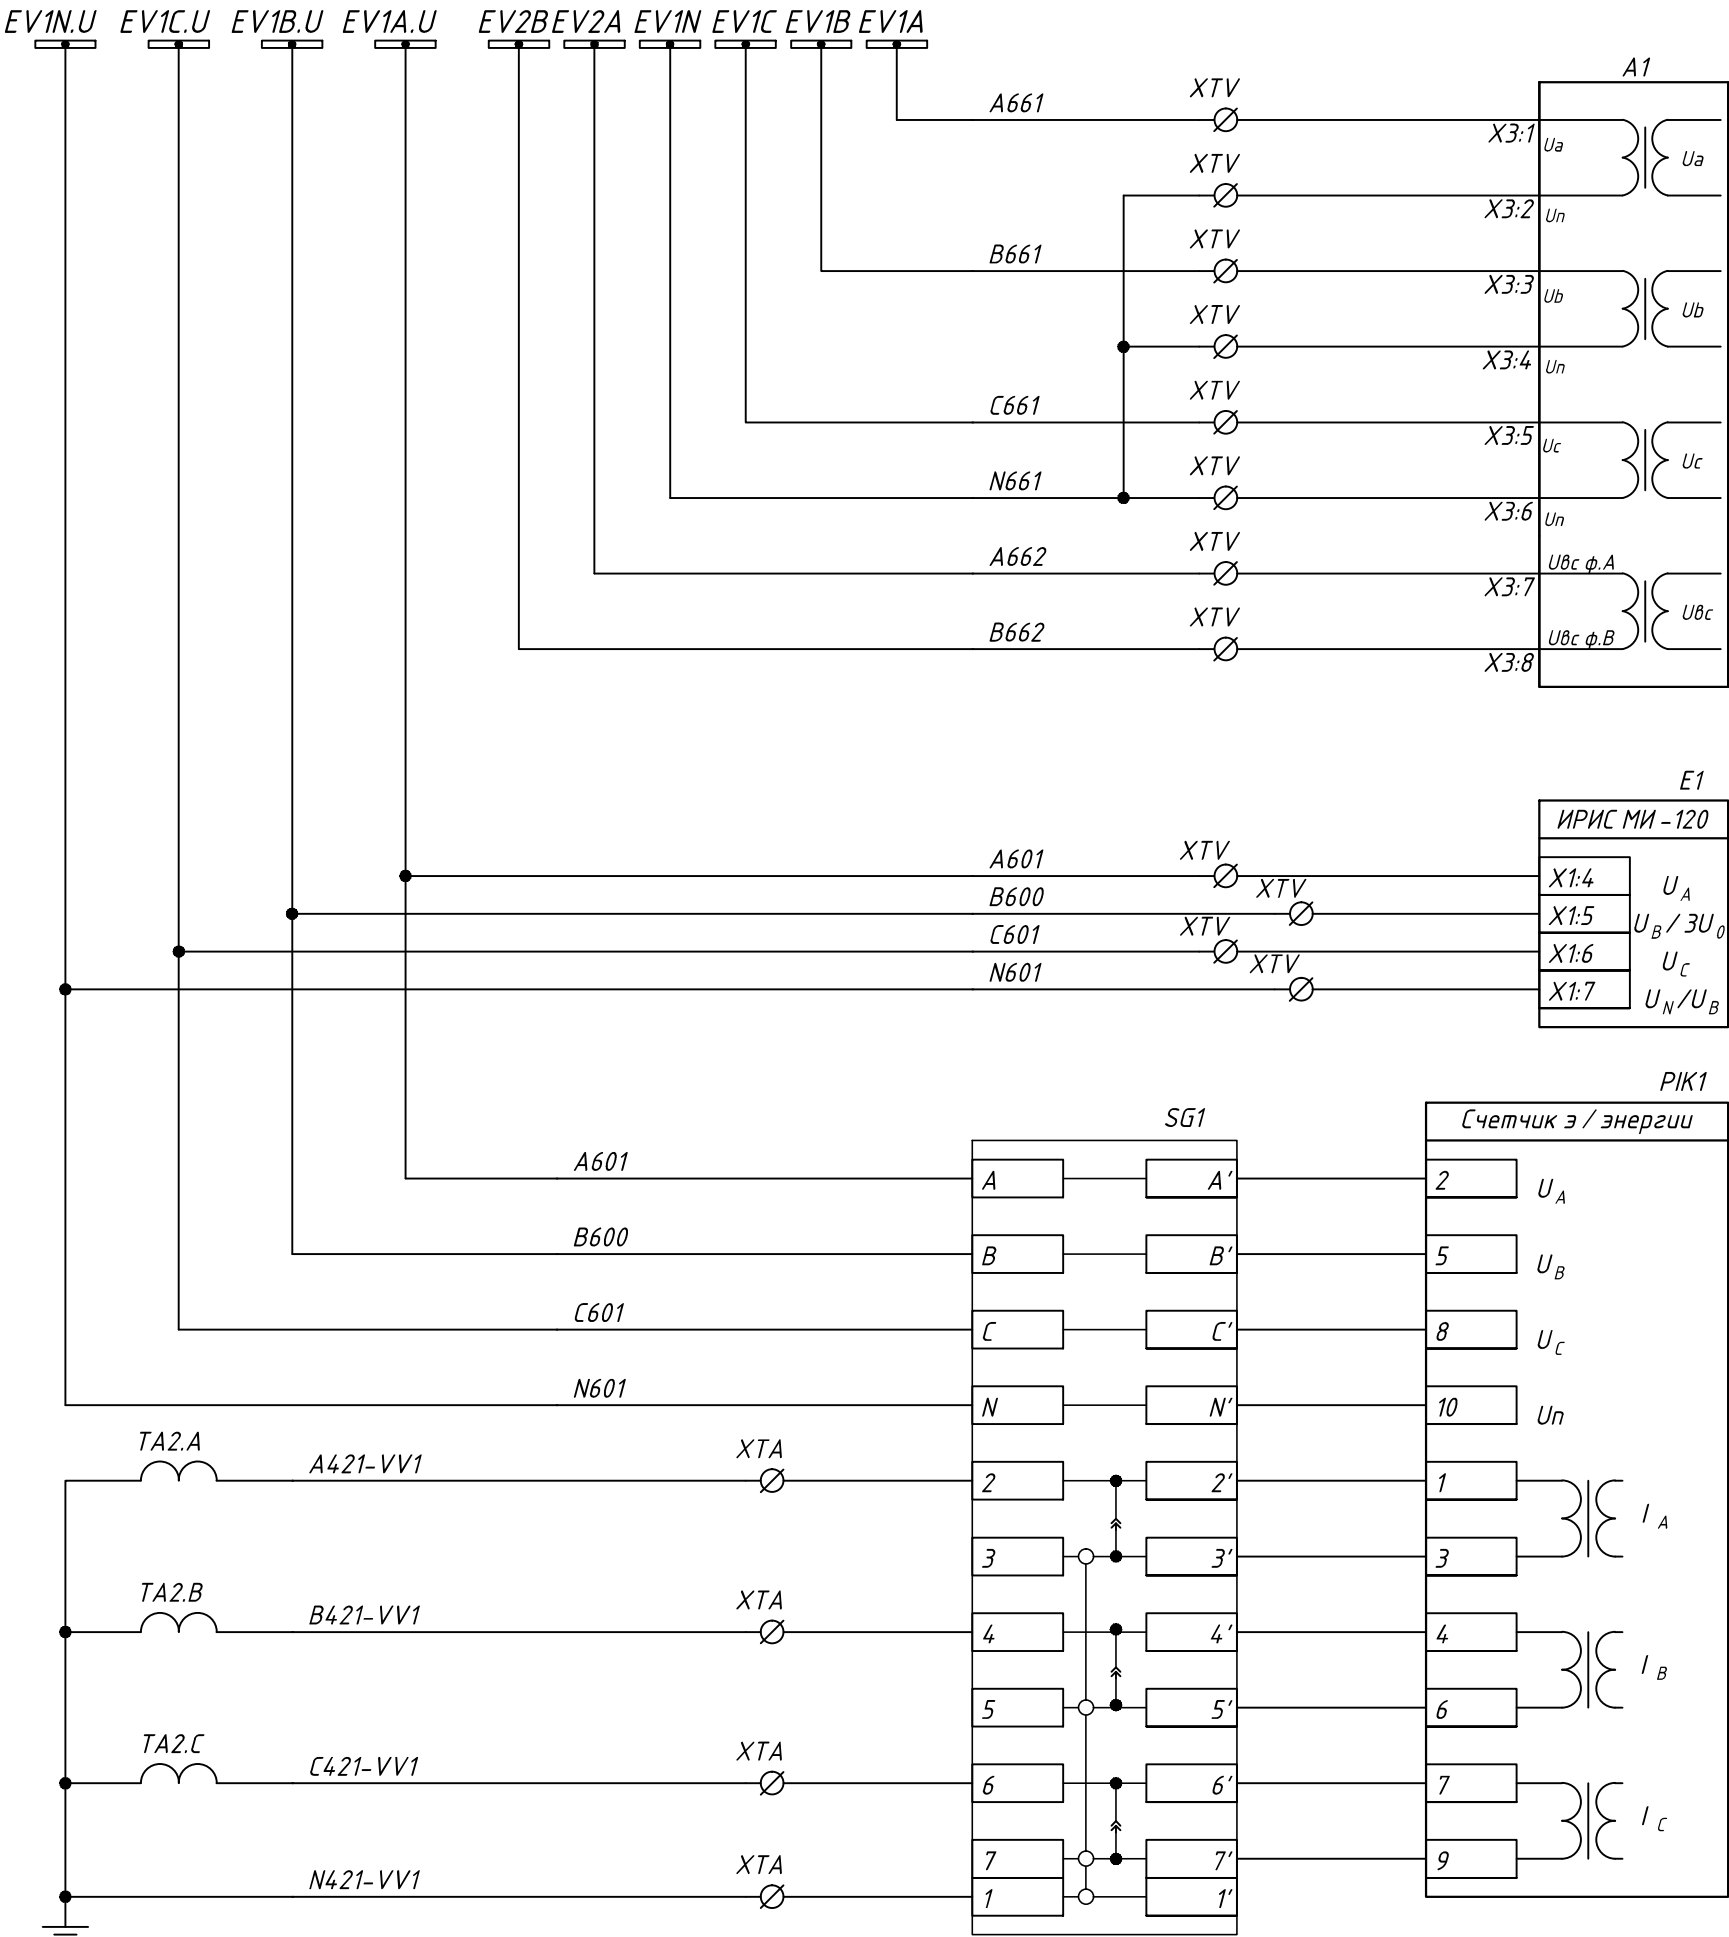 EV1N.U EV1C.U EV1B.U EV1A.U EV2B EV2A EV1N EV1C EV1B EV1A
A1
A661 XTV X3:1 Ua Ua
XTV X3:2 Un
B661 XTV X3:3 Ub Ub
XTV X3:4 Un
C661 XTV X3:5 Uc Uc
N661 XTV X3:6 Un
A662 XTV X3:7 Uвс ф.А Uвс
B662 XTV X3:8 Uвс ф.В
E1
ИРИС МИ-120
A601 XTV X1:4 UA
B600 XTV X1:5 UB/3U0
C601 XTV X1:6 UC
N601 XTV X1:7 UN/UB
PIK1
SG1 Счетчик э/энергии
A601 A A' 2 UA
B600 B B' 5 UB
C601 C C' 8 UC
N601 N N' 10 Un
TA2.A A421-VV1 XTA 2 2' 1 IA
3 3' 3
TA2.B B421-VV1 XTA 4 4' 4 IB
5 5' 6
TA2.C C421-VV1 XTA 6 6' 7 IC
7 7' 9
N421-VV1 XTA 1 1'